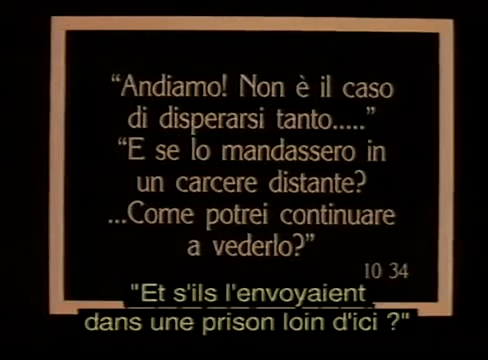 “Andiamo! Non è il caso
di disperarsi tanto.....”
“E se lo mandassero in
un carcere distante?
...Come potrei continuare
a vederlo?”
10 34
"Et s'ils l'envoyaient
dans une prison loin d'ici ?"